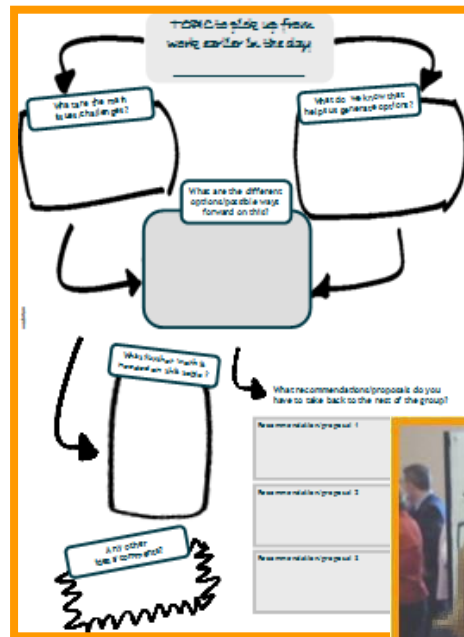 TOPIC to pick up from
work earlier in the day
What are the main
issues/challenges?
What do we know that
helps us generate options?
What are the different
options/possible ways
forward on this?
What further work is
needed on this topic?
What recommendations/proposals do you
have to take back to the rest of the group?
Recommendation/proposal 1
Recommendation/proposal 2
Recommendation/proposal 3
Any other
ideas/comments?